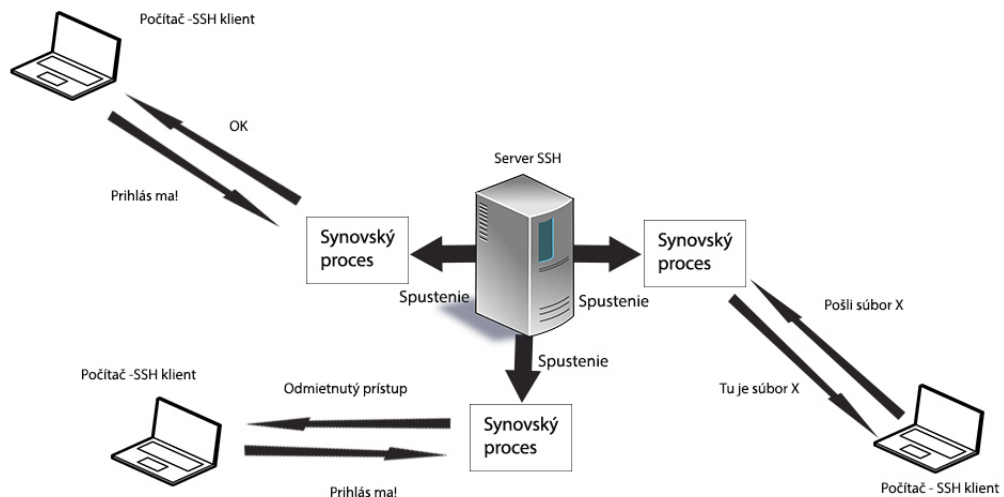 Počítač -SSH klient
OK
Prihlás ma!
Server SSH
Synovský
proces
Synovský
proces
Spustenie
Spustenie
Pošli súbor X
Spustenie
Tu je súbor X
Počítač -SSH klient
Odmietnutý prístup
Synovský
proces
Prihlás ma!
Počítač - SSH klient